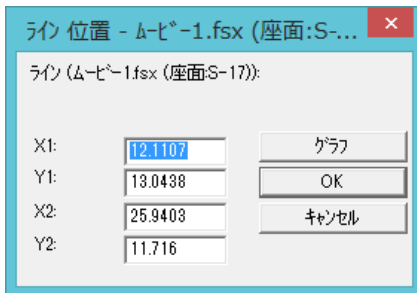 ライン 位置 - ムービー1.fsx (座面:S-...
ライン (ムービー1.fsx (座面:S-17)):
X1: 12.1107 グラフ
Y1: 13.0438 OK
X2: 25.9403 キャンセル
Y2: 11.716